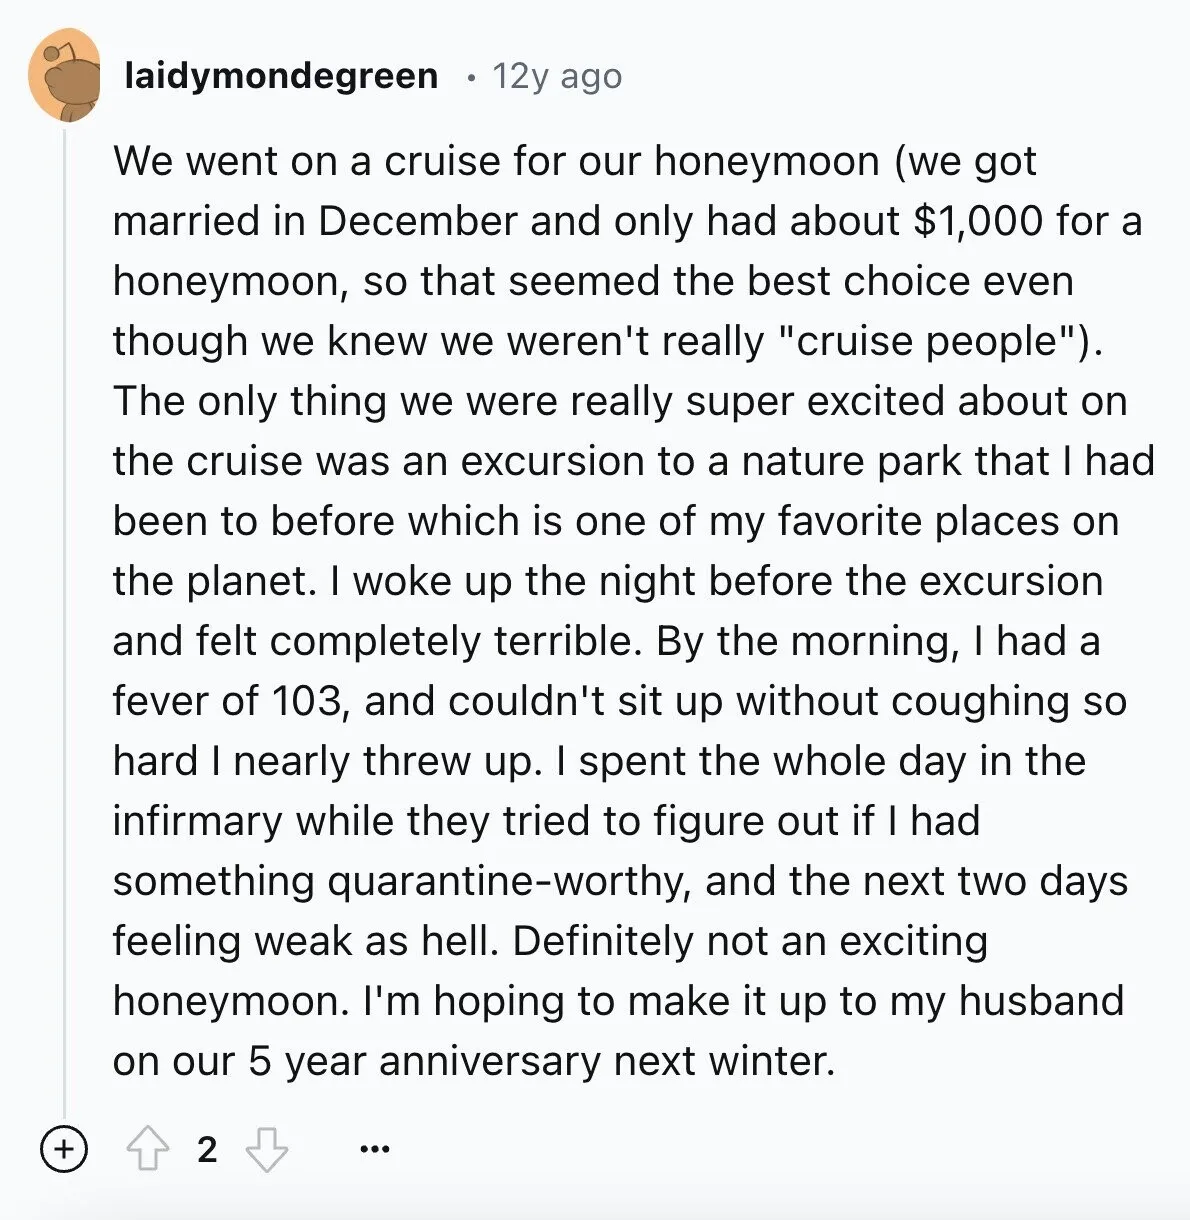 laidymondegreen • 12y ago
We went on a cruise for our honeymoon (we got
married in December and only had about $1,000 for a
honeymoon, so that seemed the best choice even
though we knew we weren't really "cruise people").
The only thing we were really super excited about on
the cruise was an excursion to a nature park that I had
been to before which is one of my favorite places on
the planet. I woke up the night before the excursion
and felt completely terrible. By the morning, I had a
fever of 103, and couldn't sit up without coughing so
hard I nearly threw up. I spent the whole day in the
infirmary while they tried to figure out if I had
something quarantine-worthy, and the next two days
feeling weak as hell. Definitely not an exciting
honeymoon. I'm hoping to make it up to my husband
on our 5 year anniversary next winter.
2